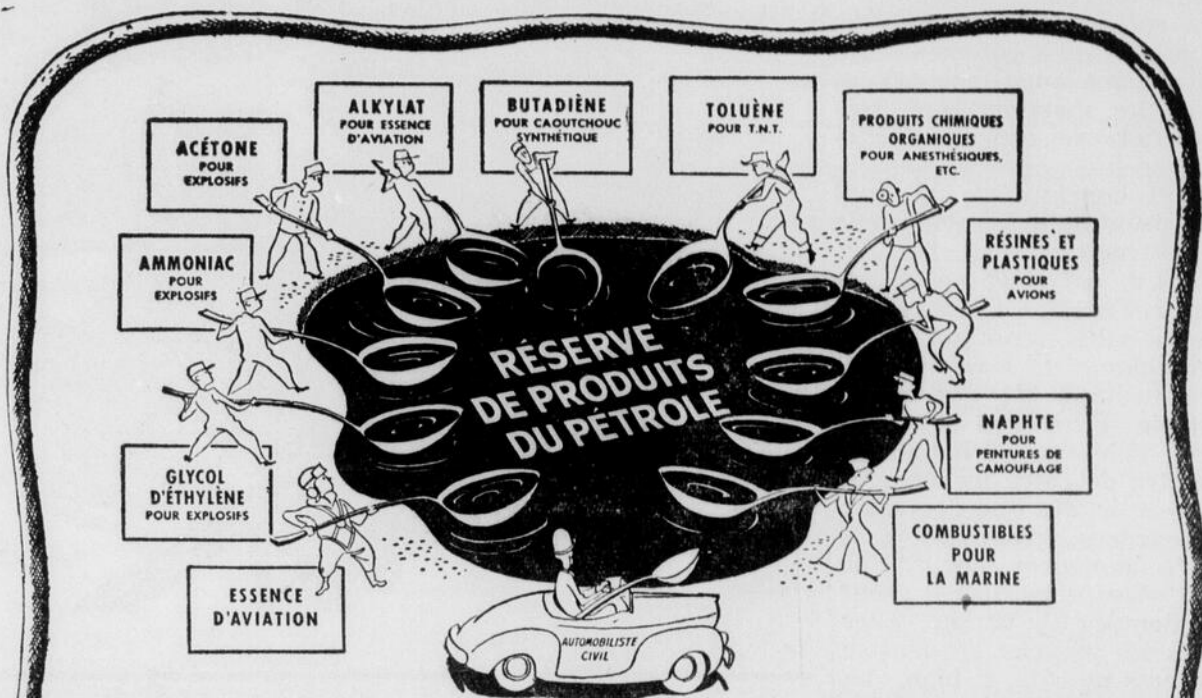 ALKYLAT
POUR ESSENCE
D'AVIATION
BUTADIÈNE
POUR CAOUTCHOUC
SYNTHÉTIQUE
TOLUÈNE
POUR T.N.T.
PRODUITS CHIMIQUES
ORGANIQUES
POUR ANESTHÉSIQUES,
ETC.
ACÉTONE
POUR
EXPLOSIFS
RÉSINES ET
PLASTIQUES
POUR
AVIONS
AMMONIAC
POUR
EXPLOSIFS
RÉSERVE
DE PRODUITS
DU PÉTROLE
NAPHTE
POUR
PEINTURES DE
CAMOUFLAGE
GLYCOL
D'ÉTHYLÈNE
POUR EXPLOSIFS
COMBUSTIBLES
POUR
LA MARINE
ESSENCE
D'AVIATION
AUTOMOBILISTE
CIVIL